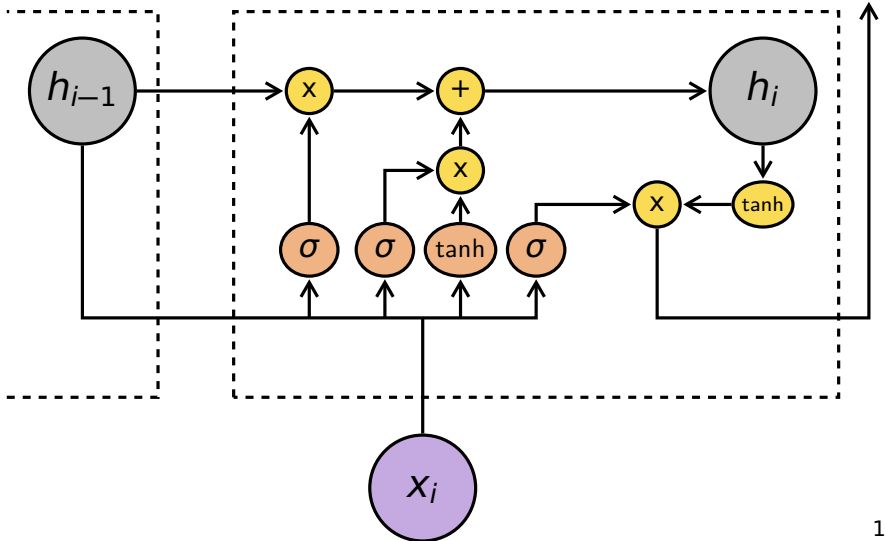 h_{i−1}
x
+
h_i
x
x
tanh
σ
σ
tanh
σ
x_i
1